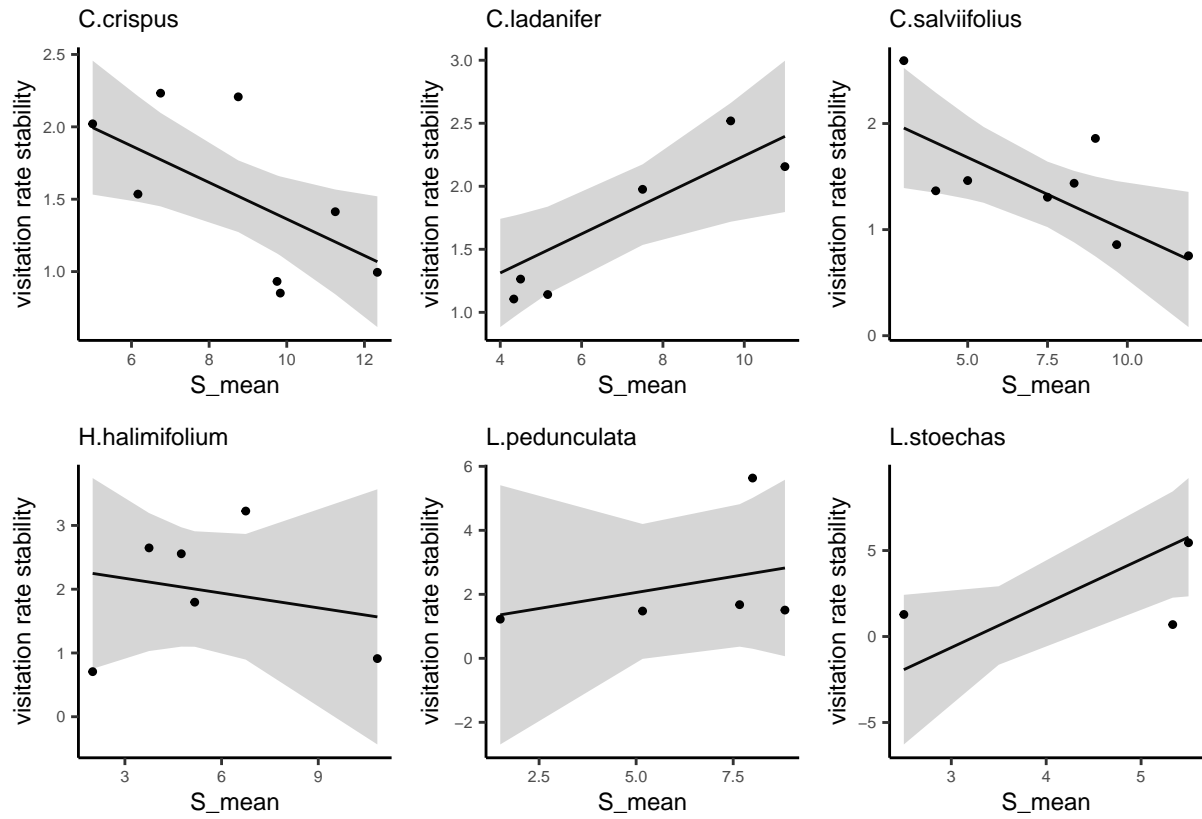 C.crispus
visitation rate stability
2.5
2.0
1.5
1.0
6
8
10
12
S_mean
C.ladanifer
visitation rate stability
3.0
2.5
2.0
1.5
1.0
4
6
8
10
S_mean
C.salviifolius
visitation rate stability
2
1
0
5.0
7.5
10.0
S_mean
H.halimifolium
visitation rate stability
3
2
1
0
3
6
9
S_mean
L.pedunculata
visitation rate stability
6
4
2
0
−2
2.5
5.0
7.5
S_mean
L.stoechas
visitation rate stability
5
0
−5
3
4
5
S_mean